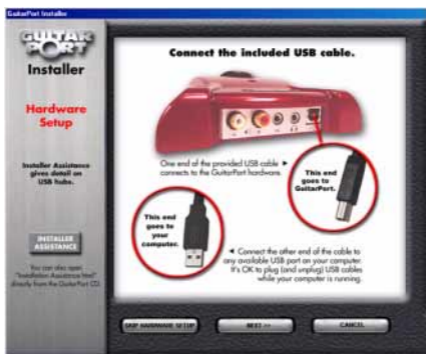 GuitarPort Installer
GUITAR
PORT
Installer
Hardware
Setup
Installer Assistance
gives detail on
USB hubs.
INSTALLER
ASSISTANCE
You can also open
"Installation Assistance.html"
directly from the GuitarPort CD.
Connect the included USB cable.
One end of the provided USB cable ►
connects to the GuitarPort hardware.
This end
goes to
GuitarPort.
This end
goes to
your
computer.
◄ Connect the other end of the cable to
any available USB port on your computer.
It's OK to plug (and unplug) USB cables
while your computer is running.
SKIP HARDWARE SETUP
NEXT >>
CANCEL